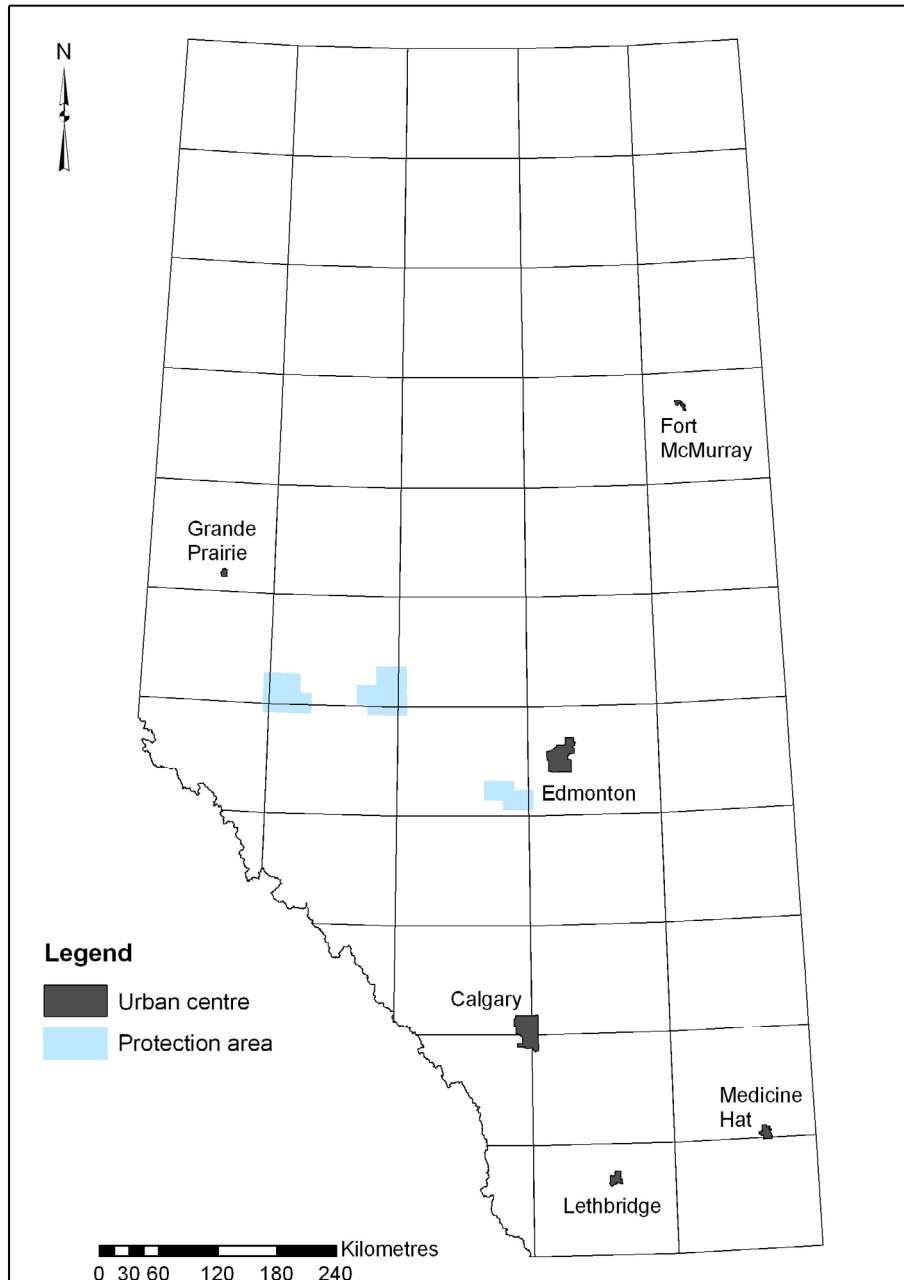 N
Fort
McMurray
Grande
Prairie
Edmonton
Legend
Urban centre
Protection area
Calgary
Medicine
Hat
Lethbridge
Kilometres
0 30 60 120 180 240